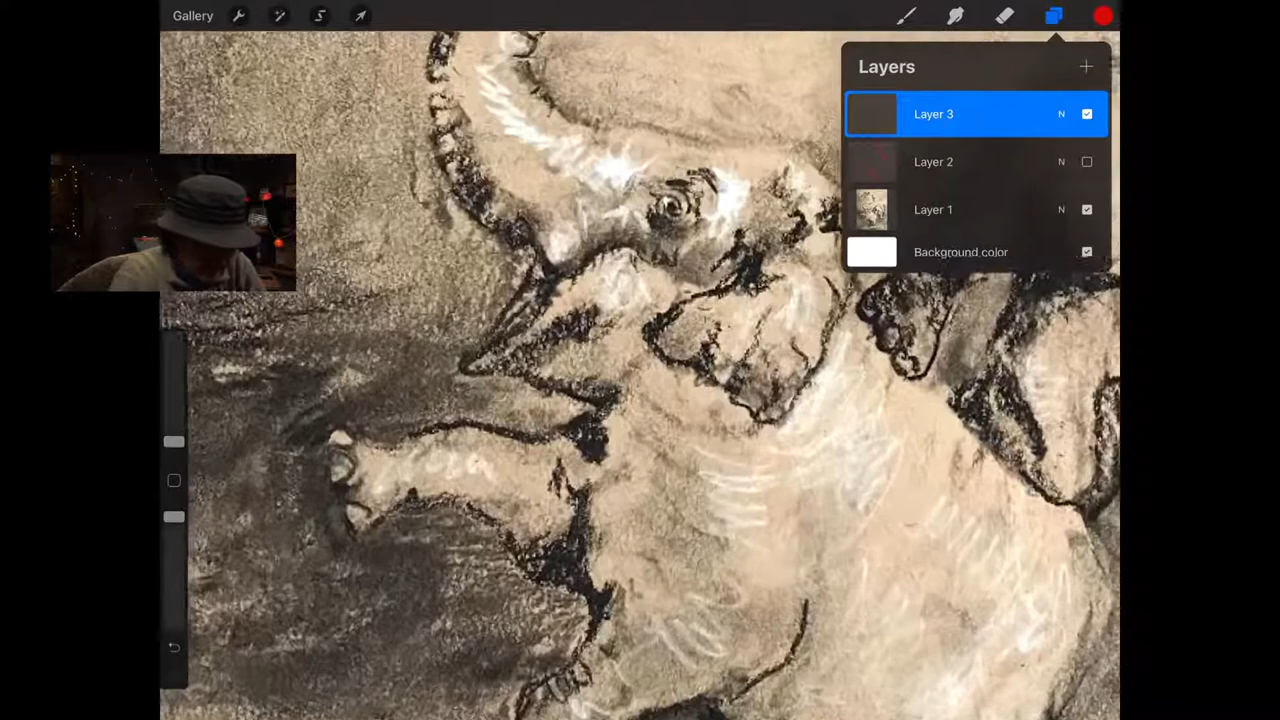 Gallery
Layers
Layer 3 N
Layer 2 N
Layer 1 N
Background color